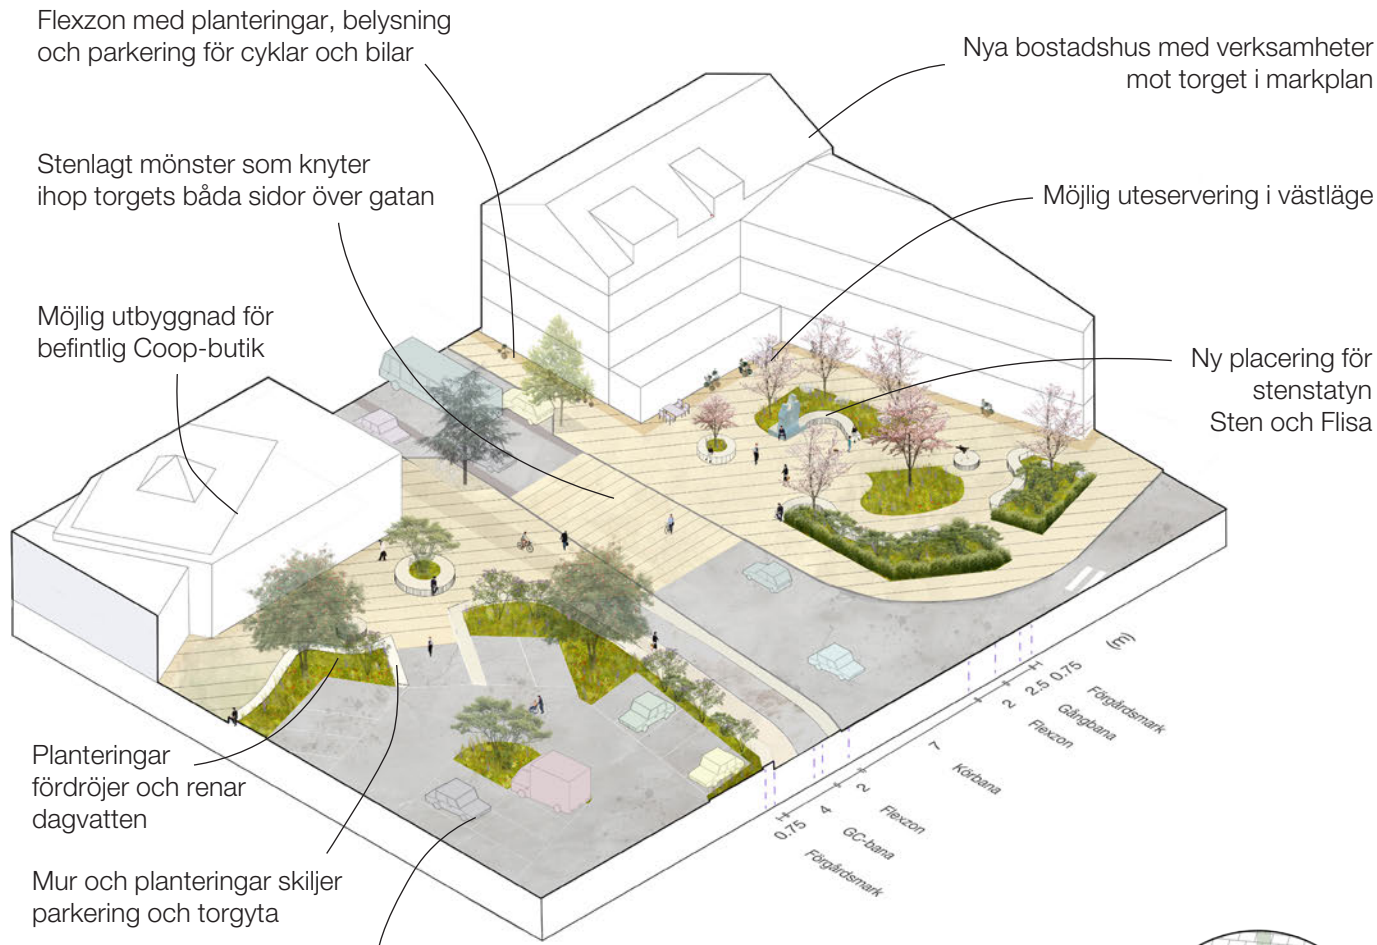 Flexzon med planteringar, belysning
och parkering för cyklar och bilar
Nya bostadshus med verksamheter
mot torget i markplan
Stenlagt mönster som knyter
ihop torgets båda sidor över gatan
Möjlig uteservering i västläge
Möjlig utbyggnad för
befintlig Coop-butik
Ny placering för
stenstatyn
Sten och Flisa
Planteringar
fördröjer och renar
dagvatten
Mur och planteringar skiljer
parkering och torgyta
(m)
0.75 Förgårdsmark
2.5 Gångbana
2 Flexzon
7 Körbana
2 Flexzon
4 GC-bana
0.75 Förgårdsmark